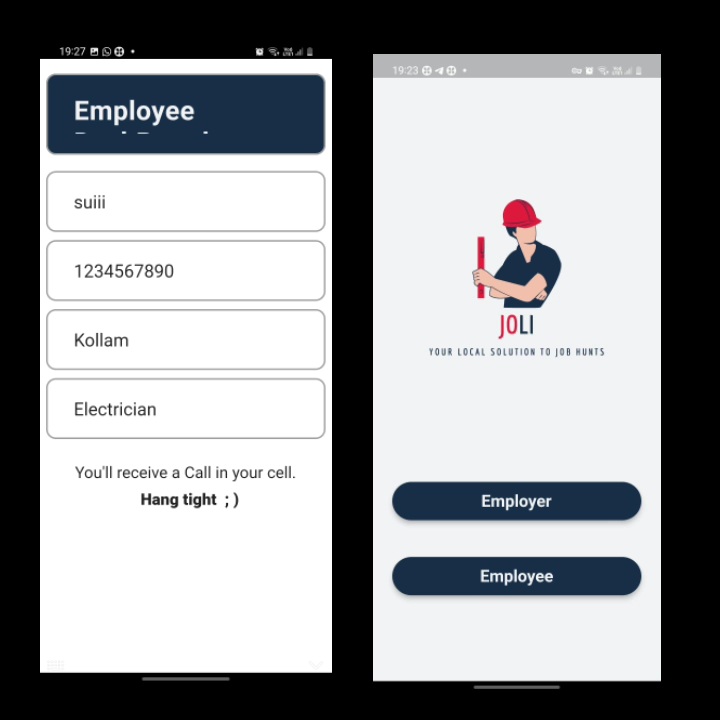 19:27
Employee
suiii
1234567890
Kollam
Electrician
You'll receive a Call in your cell.
Hang tight ; )
19:23
JOLI
YOUR LOCAL SOLUTION TO JOB HUNTS
Employer
Employee